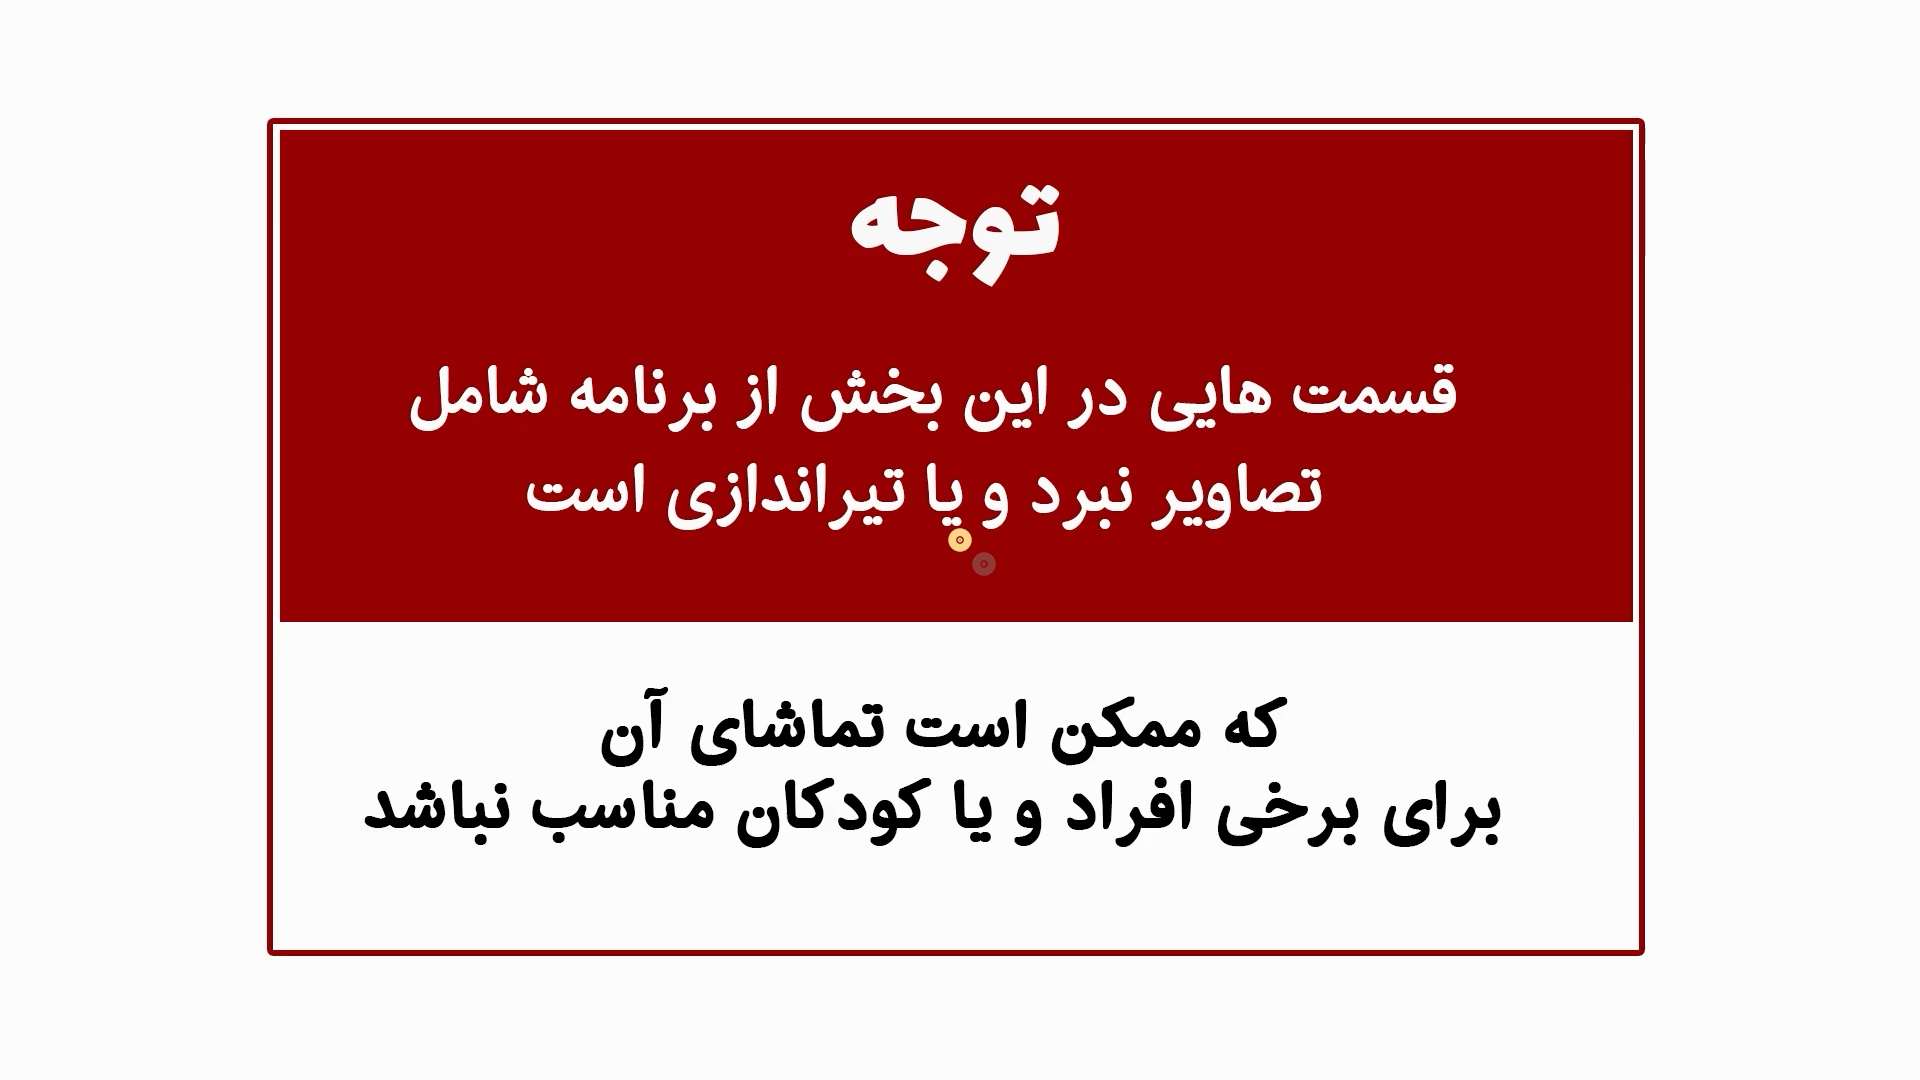 توجه
قسمت هایی در این بخش از برنامه شامل
تصاویر نبرد و یا تیراندازی است
که ممکن است تماشای آن
برای برخی افراد و یا کودکان مناسب نباشد